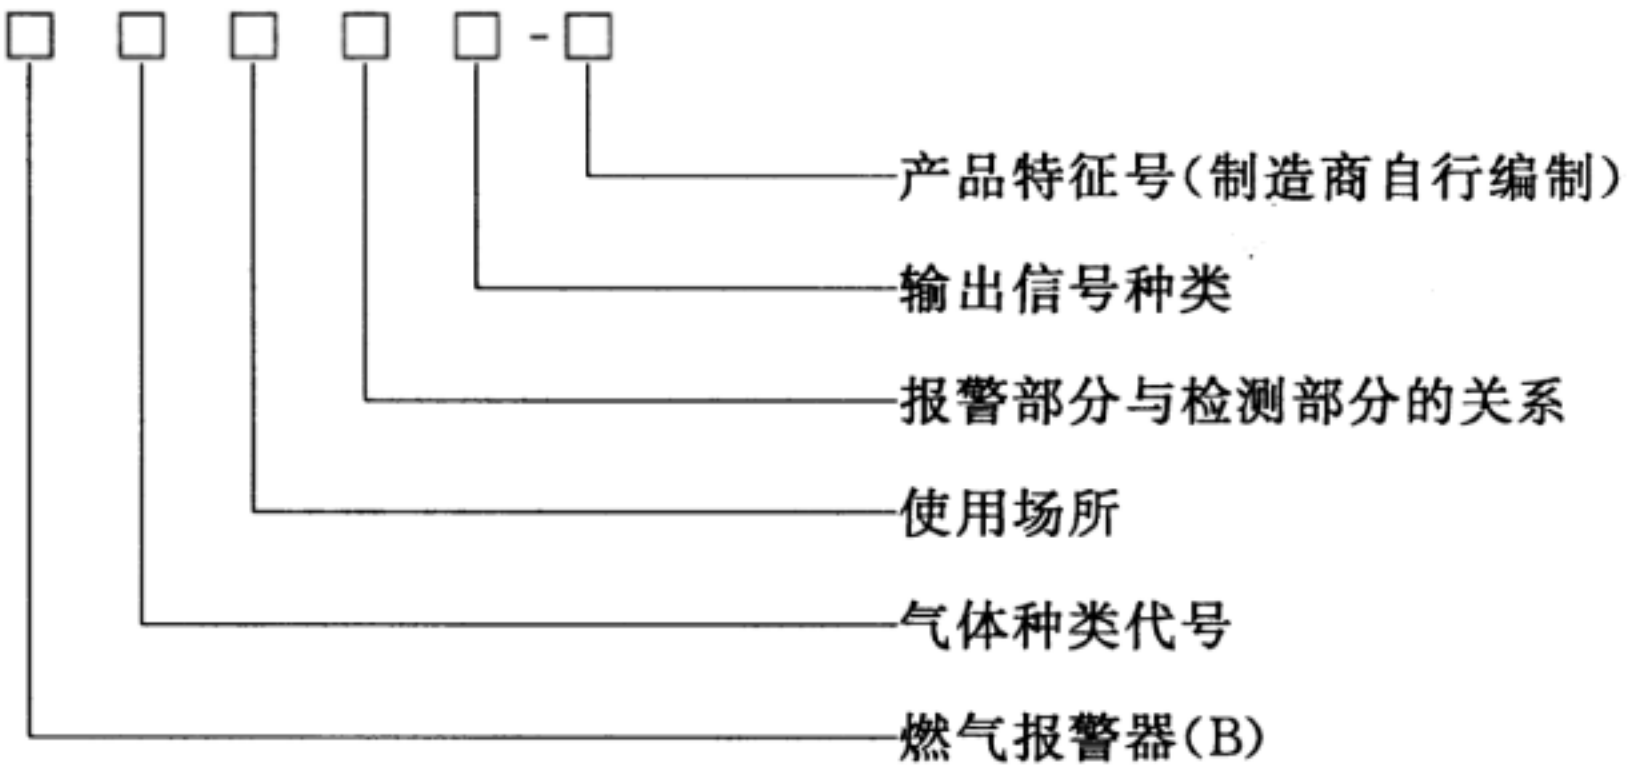 □ □ □ □ □-□
产品特征号(制造商自行编制)
输出信号种类
报警部分与检测部分的关系
使用场所
气体种类代号
燃气报警器(B)